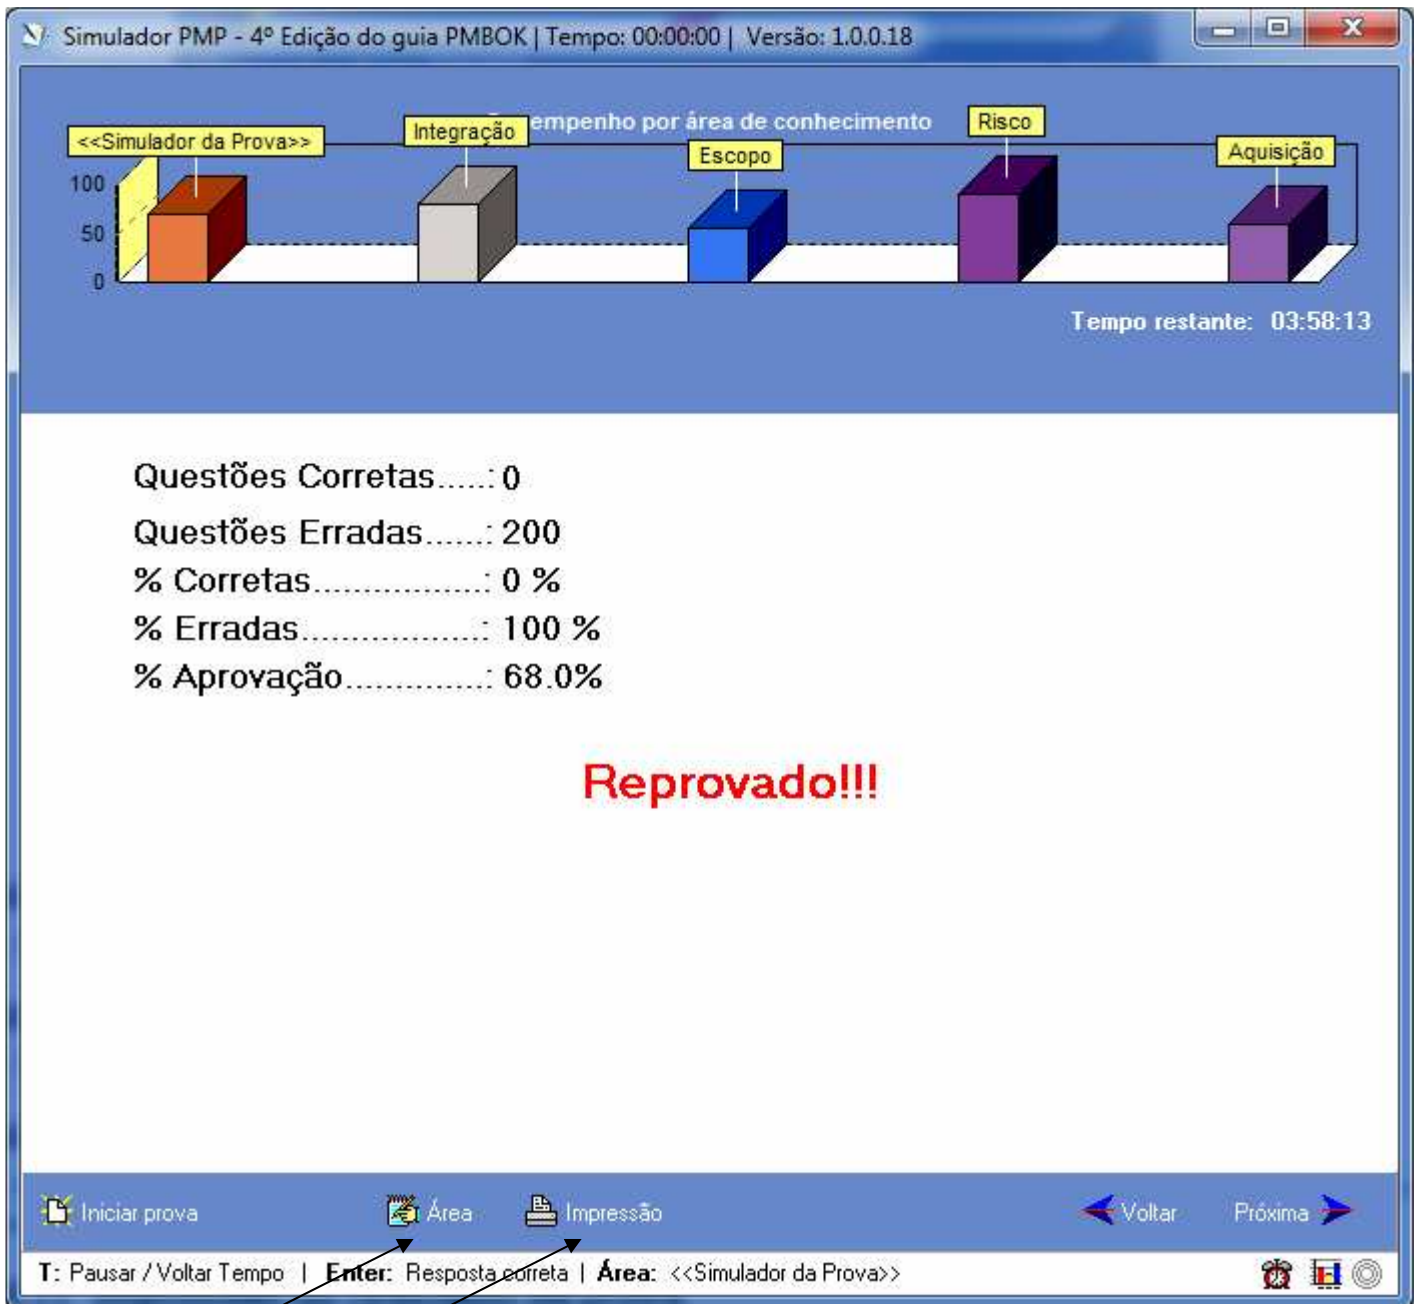 Simulador PMP - 4º Edição do guia PMBOK | Tempo: 00:00:00 | Versão: 1.0.0.18
empenho por área de conhecimento
<<Simulador da Prova>>
Integração
Escopo
Risco
Aquisição
100
50
0
Tempo restante: 03:58:13
Questões Corretas.....: 0
Questões Erradas......: 200
% Corretas.................: 0 %
% Erradas..................: 100 %
% Aprovação..............: 68.0%
Reprovado!!!
Iniciar prova Área Impressão Voltar Próxima
T: Pausar / Voltar Tempo | Enter: Resposta correta | Área: <<Simulador da Prova>>